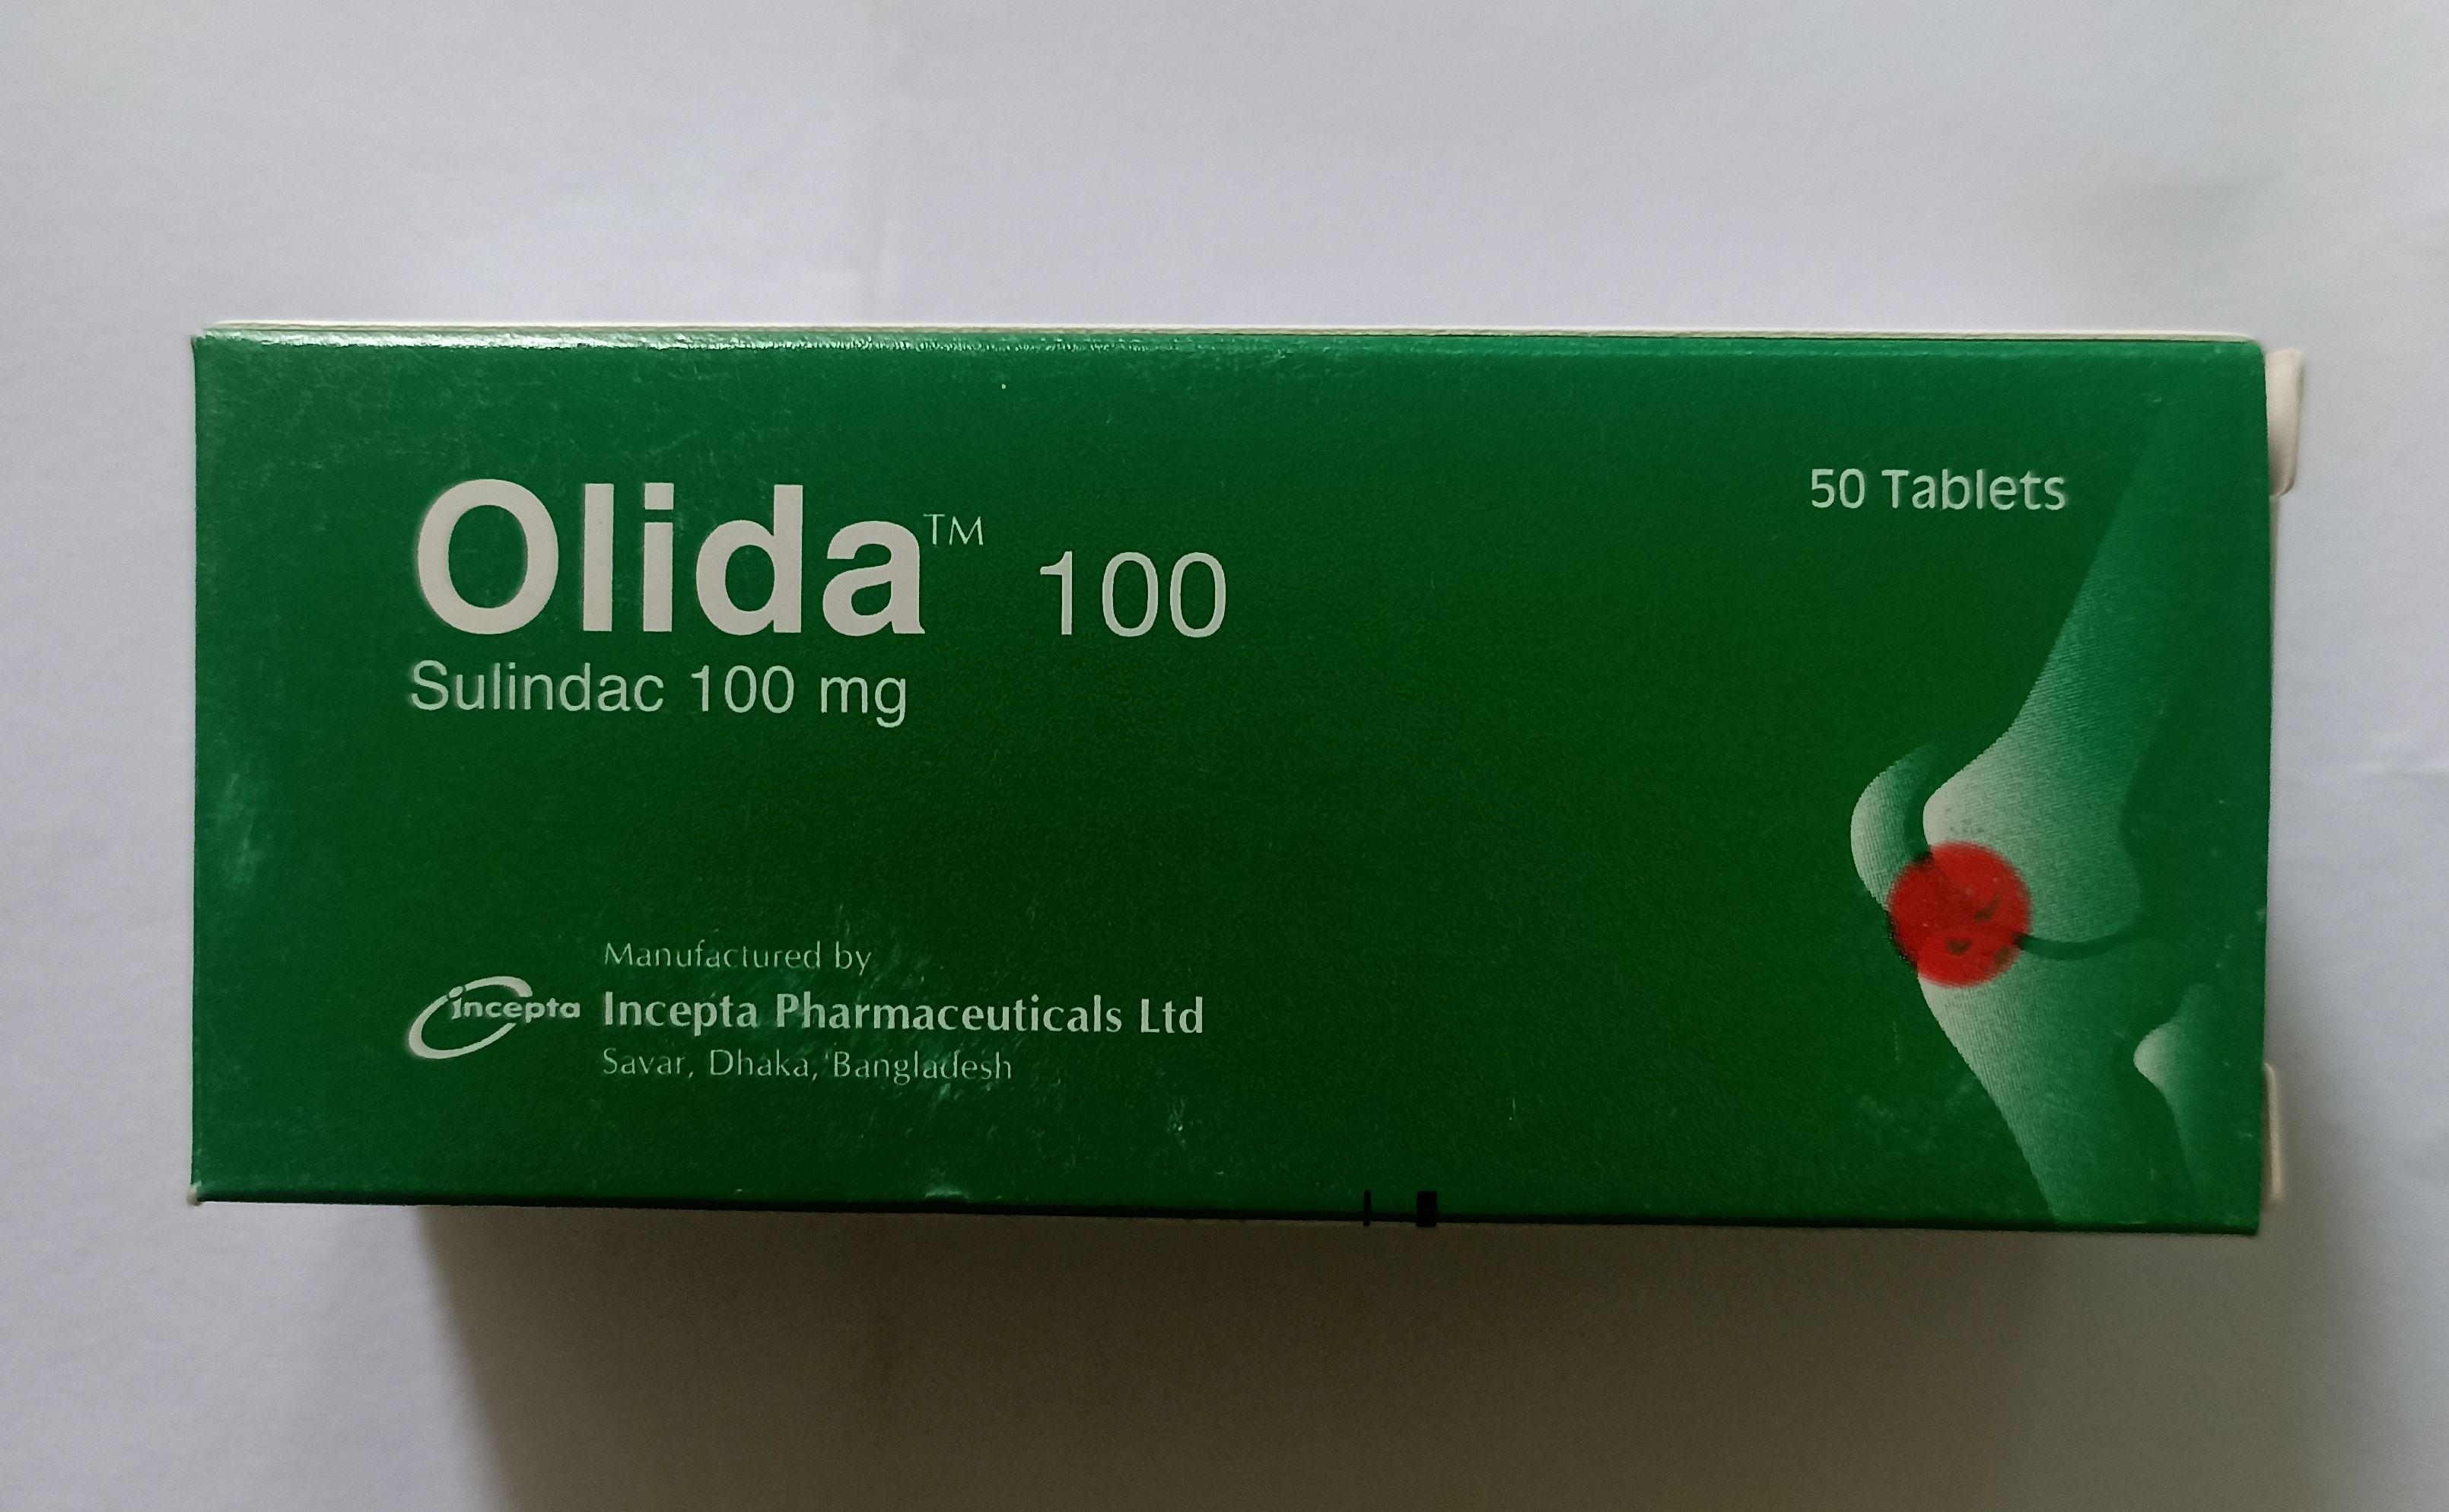 Olida™ 100
50 Tablets
Sulindac 100 mg
Manufactured by
incepta
Incepta Pharmaceuticals Ltd
Savar, Dhaka, Bangladesh